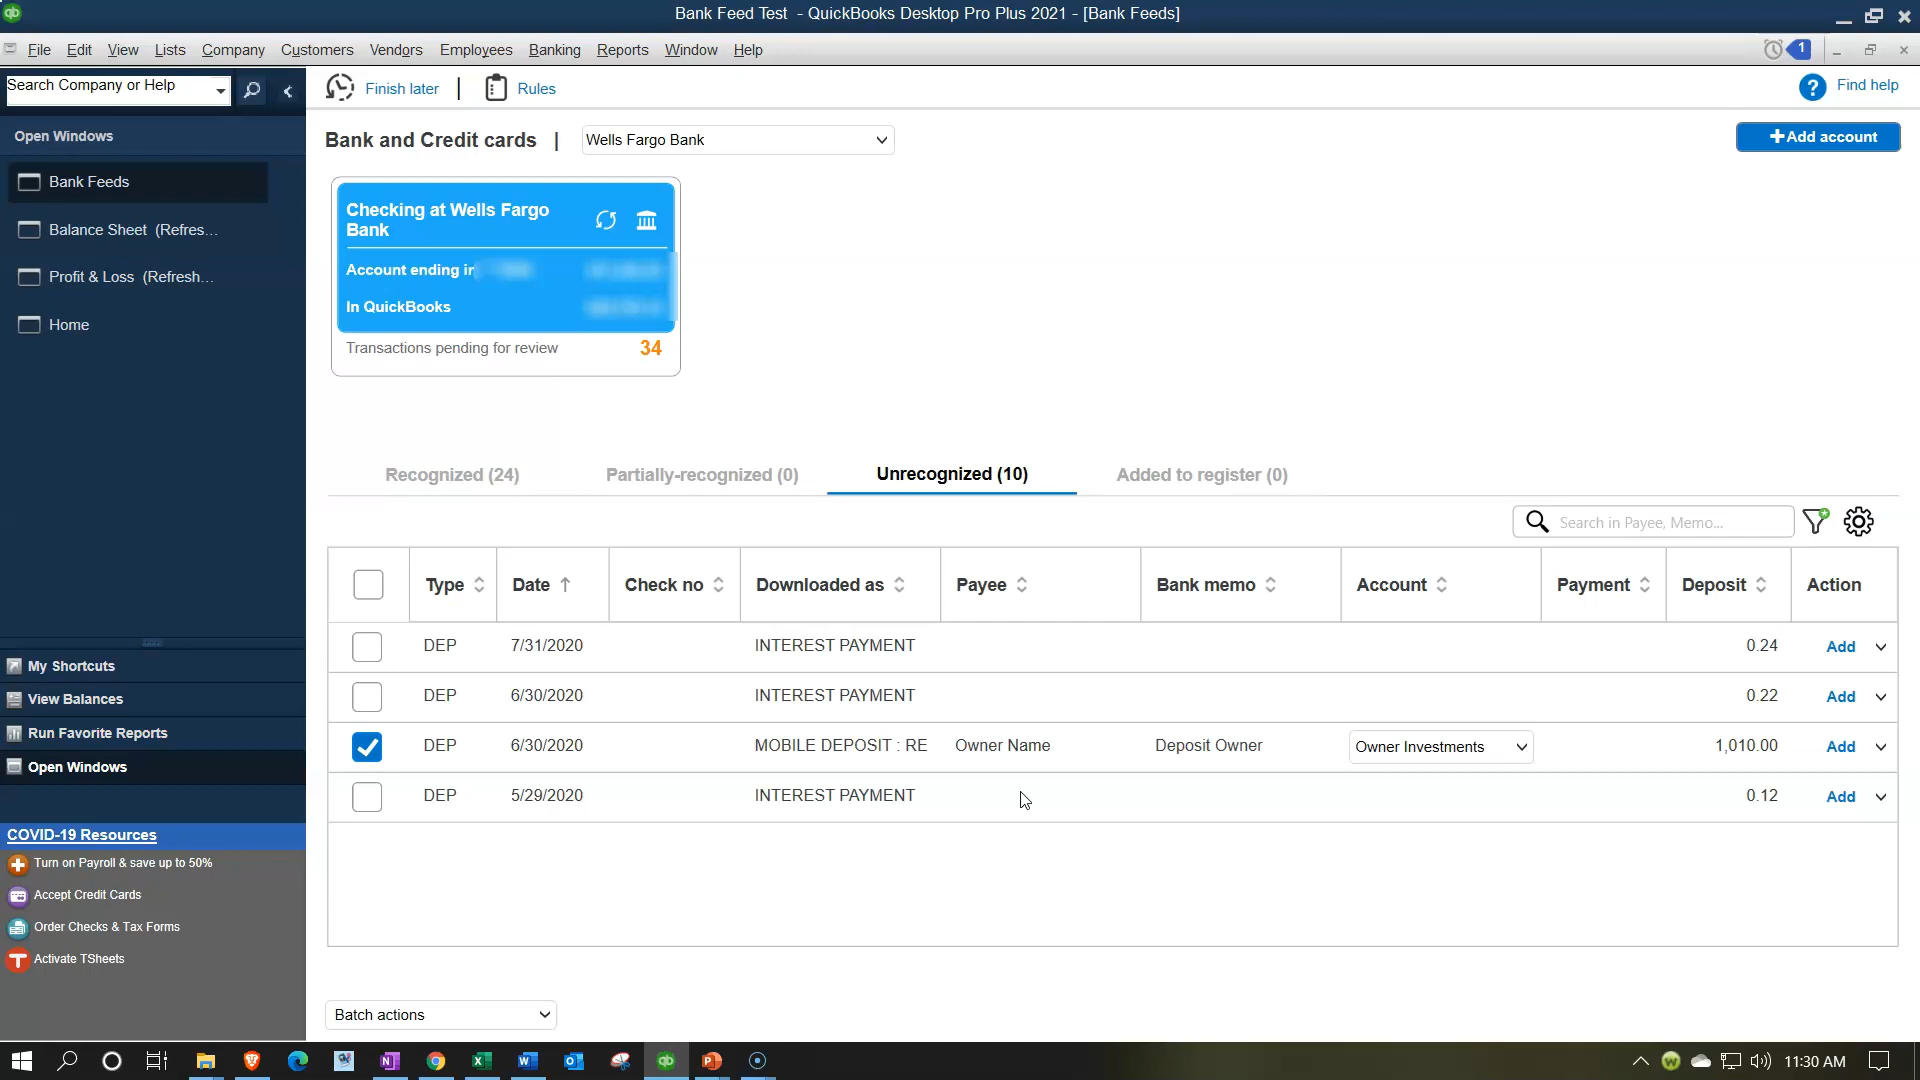 Bank Feed Test - QuickBooks Desktop Pro Plus 2021 - [Bank Feeds]
File Edit View Lists Company Customers Vendors Employees Banking Reports Window Help
1
Search Company or Help
Finish later | Rules
Find help
Open Windows
Bank Feeds
Balance Sheet (Refres...
Profit & Loss (Refresh...
Home
Bank and Credit cards |
Wells Fargo Bank
+Add account
Checking at Wells Fargo
Bank
Account ending in
In QuickBooks
Transactions pending for review 34
Recognized (24) Partially-recognized (0) Unrecognized (10) Added to register (0)
Search in Payee, Memo...
Type Date Check no Downloaded as Payee Bank memo Account Payment Deposit Action
DEP 7/31/2020 INTEREST PAYMENT 0.24 Add
DEP 6/30/2020 INTEREST PAYMENT 0.22 Add
DEP 6/30/2020 MOBILE DEPOSIT : RE Owner Name Deposit Owner Owner Investments 1,010.00 Add
DEP 5/29/2020 INTEREST PAYMENT 0.12 Add
Batch actions
My Shortcuts
View Balances
Run Favorite Reports
Open Windows
COVID-19 Resources
Turn on Payroll & save up to 50%
Accept Credit Cards
Order Checks & Tax Forms
Activate TSheets
11:30 AM